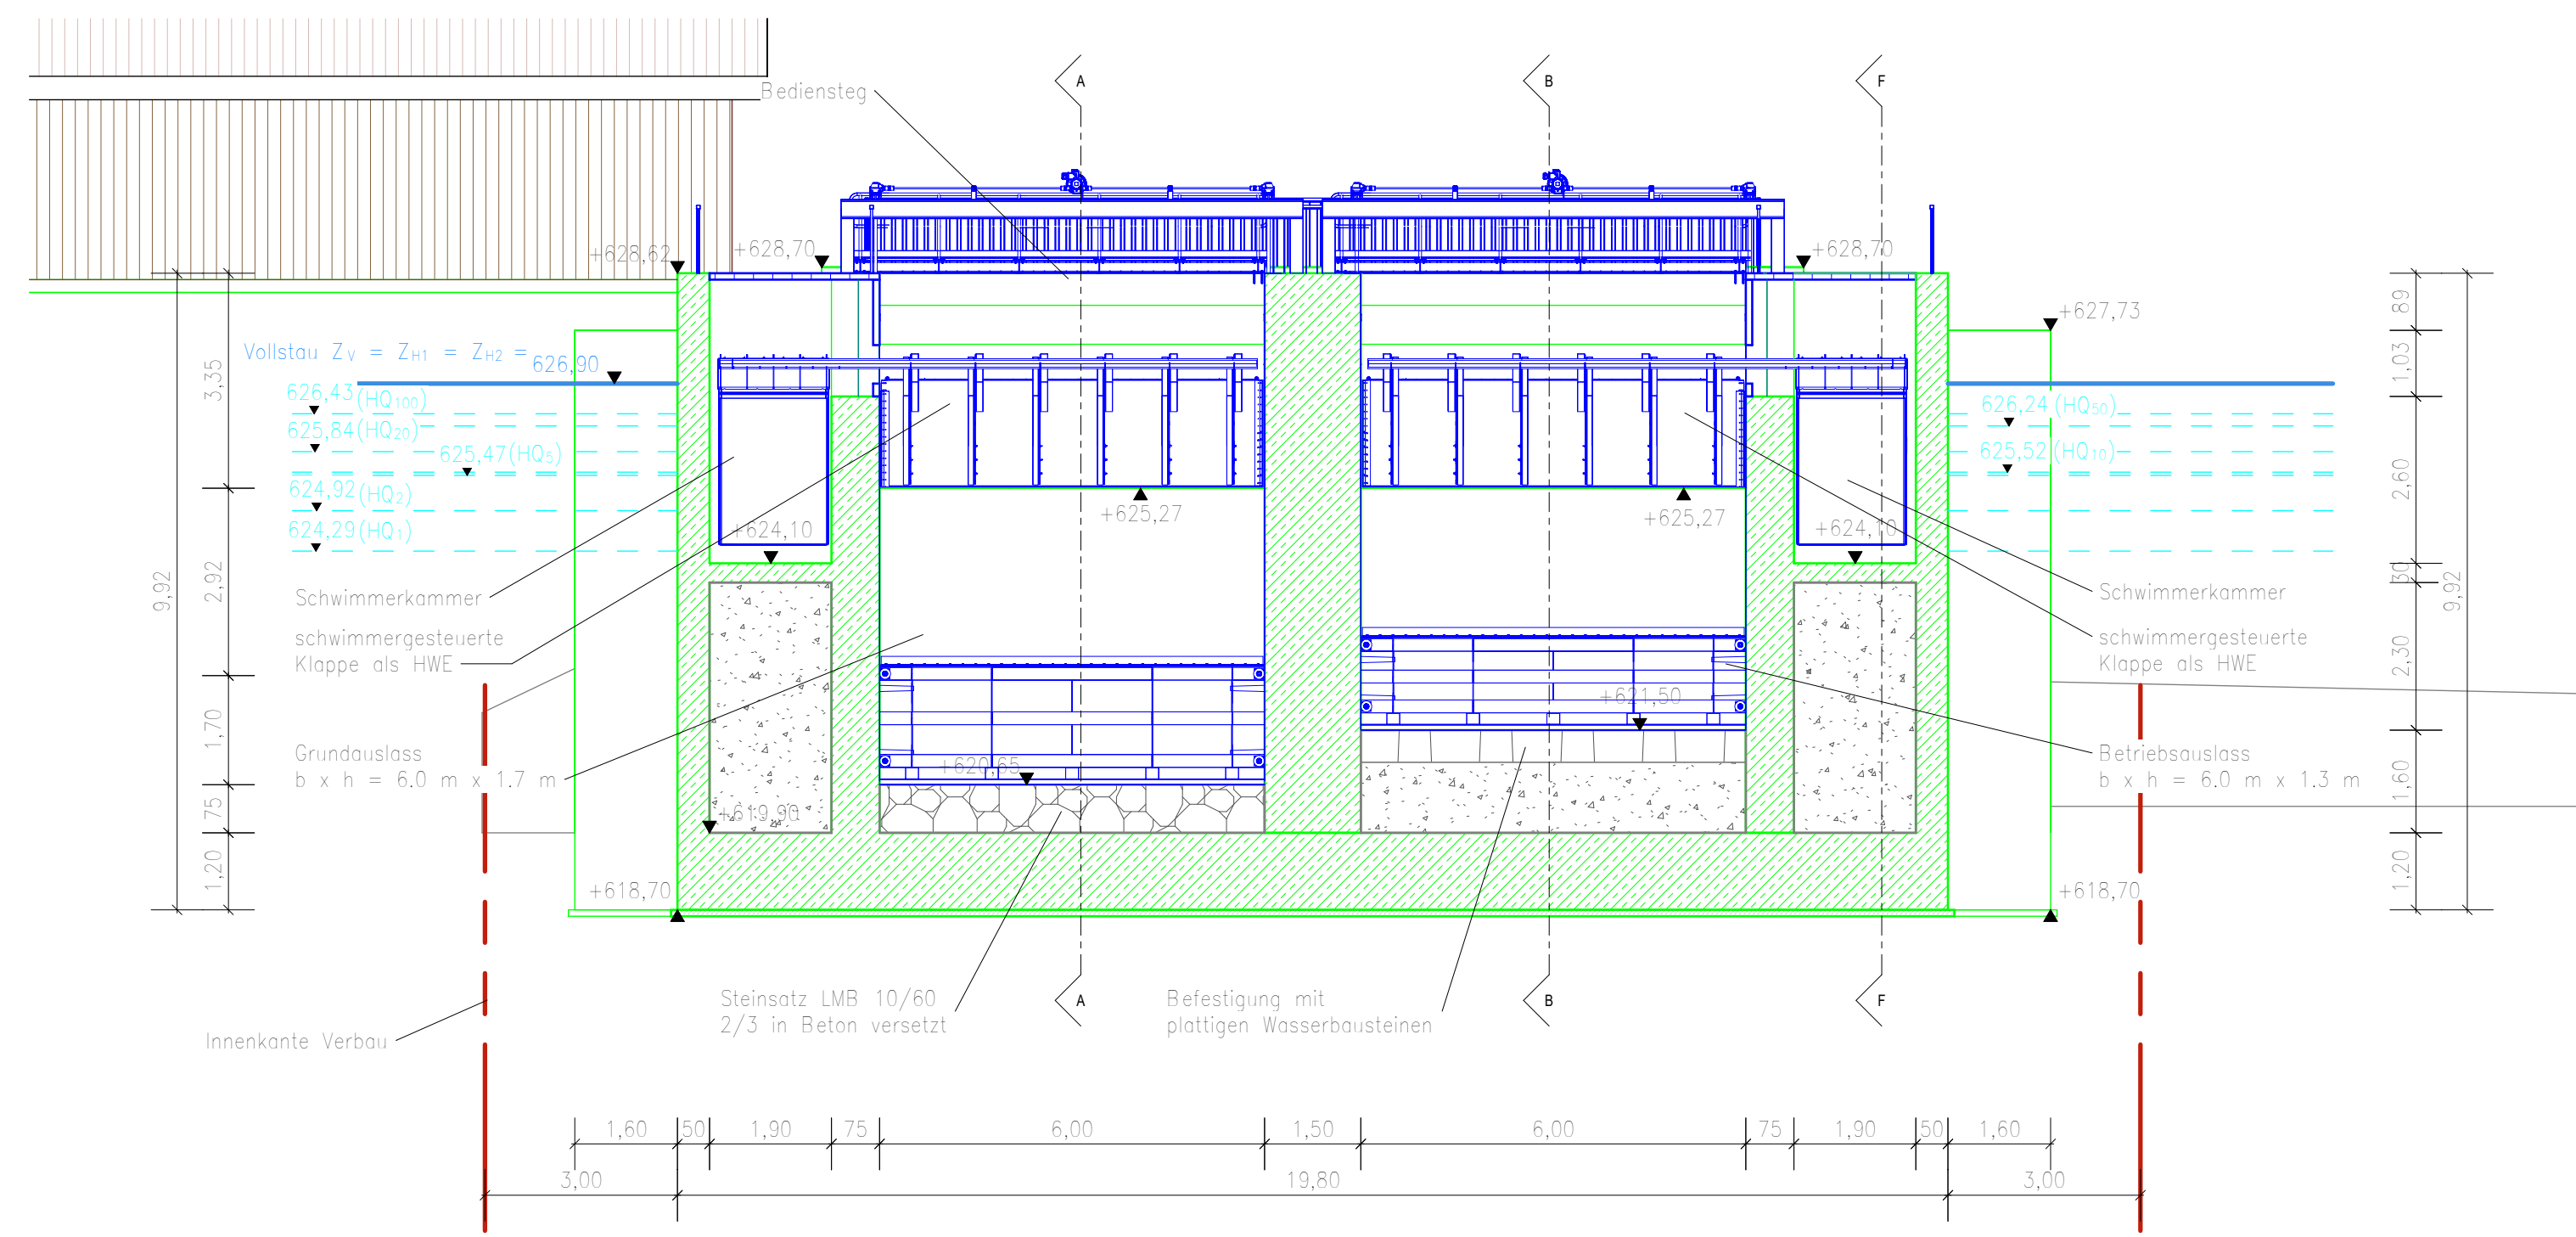 A
B
F
Bediensteg
+628,62
+628,70
+628,70
+627,73
Vollstau ZV = ZH1 = ZH2 =
626,90
626,43(HQ100)
625,84(HQ20)
625,47(HQ5)
624,92(HQ2)
624,29(HQ1)
626,24(HQ50)
625,52(HQ10)
+625,27
+625,27
+624,10
+624,10
Schwimmerkammer
schwimmergesteuerte
Klappe als HWE
Schwimmerkammer
schwimmergesteuerte
Klappe als HWE
Grundauslass
b x h = 6.0 m x 1.7 m
Betriebsauslass
b x h = 6.0 m x 1.3 m
+621,50
+620,65
+619,90
+618,70
+618,70
9,92
3,35
2,92
1,70
75
1,20
89
1,03
2,60
30
2,30
1,60
1,20
9,92
Steinsatz LMB 10/60
2/3 in Beton versetzt
Befestigung mit
plattigen Wasserbausteinen
A
B
F
Innenkante Verbau
1,60
50
1,90
75
6,00
1,50
6,00
75
1,90
50
1,60
3,00
19,80
3,00